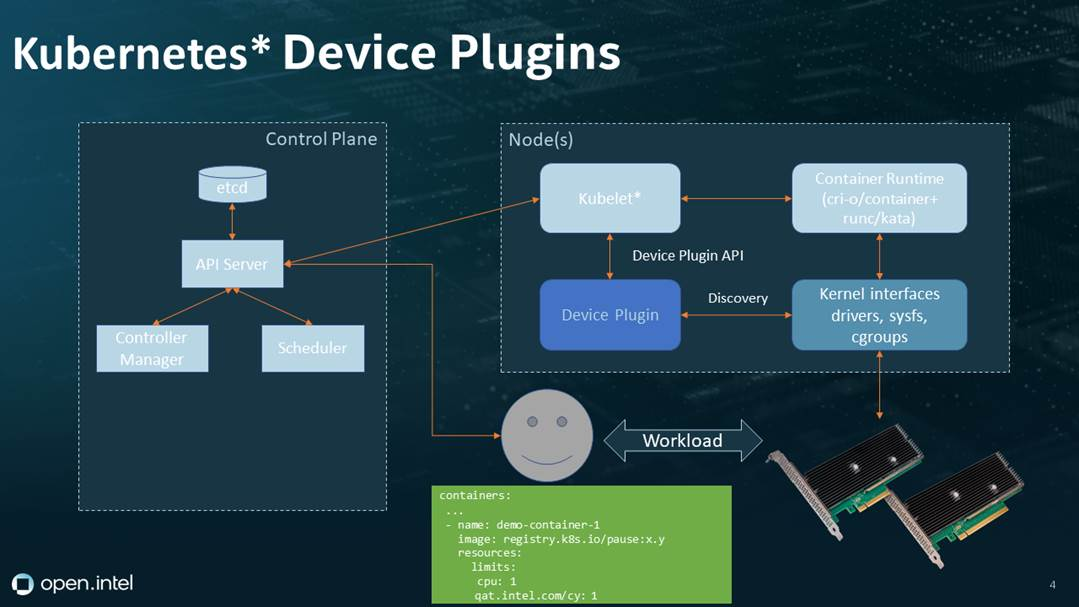 Kubernetes* Device Plugins
Control Plane
etcd
API Server
Controller
Manager
Scheduler
Node(s)
Kubelet*
Container Runtime
(cri-o/container+
runc/kata)
Device Plugin API
Device Plugin
Discovery
Kernel interfaces
drivers, sysfs,
cgroups
Workload
containers:
...
- name: demo-container-1
image: registry.k8s.io/pause:x.y
resources:
limits:
cpu: 1
qat.intel.com/cy: 1
open.intel
4